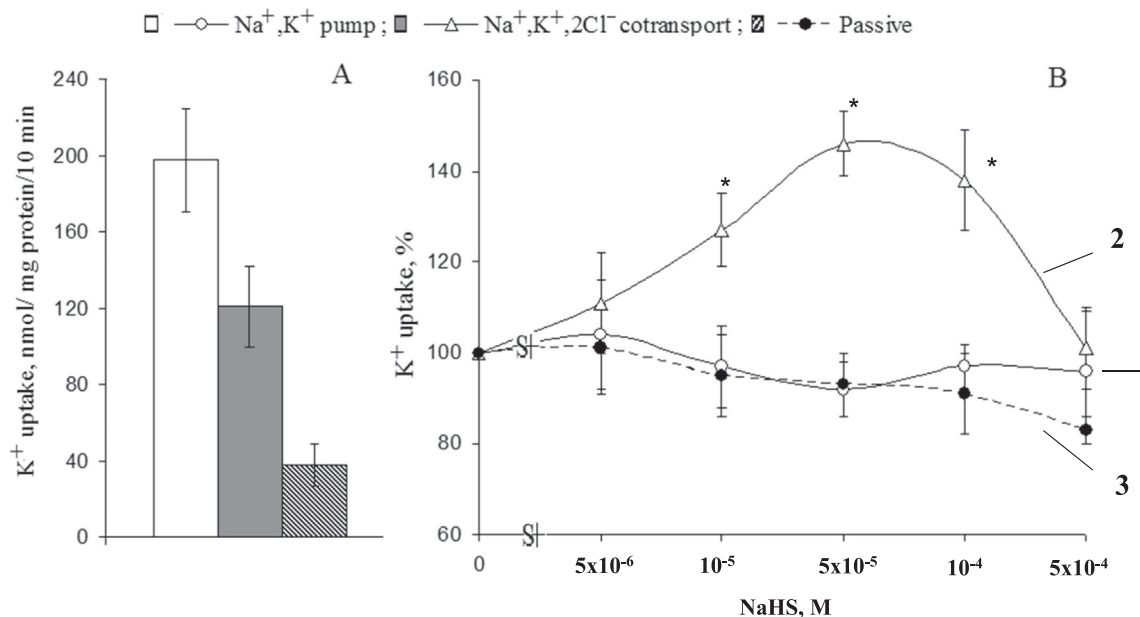 Na⁺,K⁺ pump ; Na⁺,K⁺,2Cl⁻ cotransport ; Passive
A
B
K⁺ uptake, nmol/ mg protein/10 min
240
200
160
120
80
40
0
K⁺ uptake, %
160
140
120
100
80
60
*
*
*
2
3
0 5x10⁻⁶ 10⁻⁵ 5x10⁻⁵ 10⁻⁴ 5x10⁻⁴
NaHS, M